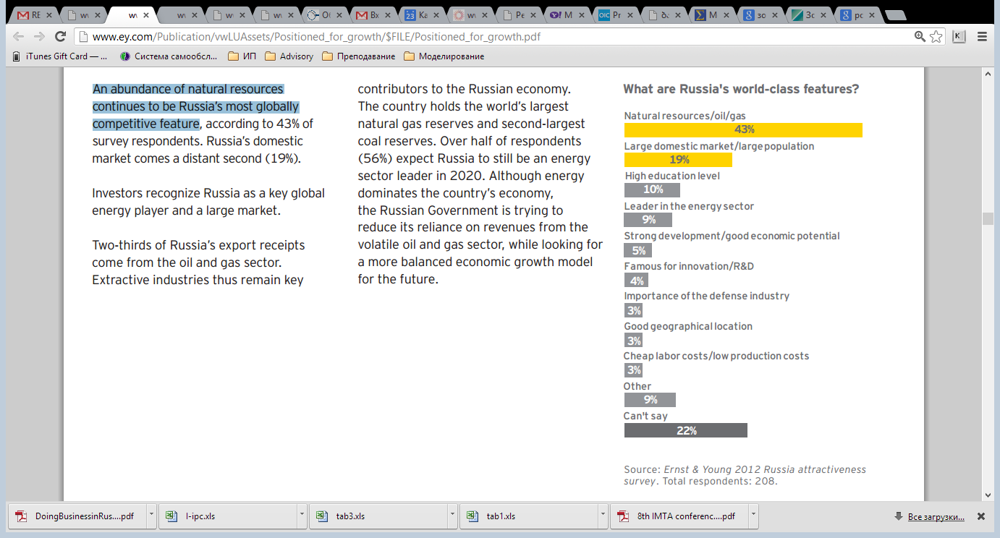 RE
Bx
23 Ka
Pe
M
OIC Pr
M
зо
Зо
рс
www.ey.com/Publication/vwLUAssets/Positioned_for_growth/$FILE/Positioned_for_growth.pdf
iTunes Gift Card — ... Система самообсл... ИП Advisory Преподавание Моделирование
An abundance of natural resources
continues to be Russia’s most globally
competitive feature, according to 43% of
survey respondents. Russia’s domestic
market comes a distant second (19%).
Investors recognize Russia as a key global
energy player and a large market.
Two-thirds of Russia’s export receipts
come from the oil and gas sector.
Extractive industries thus remain key
contributors to the Russian economy.
The country holds the world’s largest
natural gas reserves and second-largest
coal reserves. Over half of respondents
(56%) expect Russia to still be an energy
sector leader in 2020. Although energy
dominates the country’s economy,
the Russian Government is trying to
reduce its reliance on revenues from the
volatile oil and gas sector, while looking for
a more balanced economic growth model
for the future.
What are Russia's world-class features?
Natural resources/oil/gas
43%
Large domestic market/large population
19%
High education level
10%
Leader in the energy sector
9%
Strong development/good economic potential
5%
Famous for innovation/R&D
4%
Importance of the defense industry
3%
Good geographical location
3%
Cheap labor costs/low production costs
3%
Other
9%
Can't say
22%
Source: Ernst & Young 2012 Russia attractiveness
survey. Total respondents: 208.
DoingBusinessinRus....pdf I-ipc.xls tab3.xls tab1.xls 8th IMTA conferenc....pdf Все загрузки...